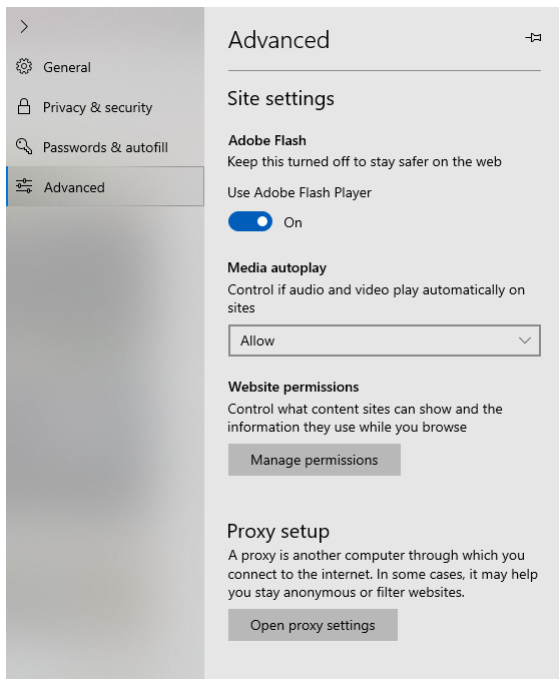 General
Privacy & security
Passwords & autofill
Advanced
Advanced
Site settings
Adobe Flash
Keep this turned off to stay safer on the web
Use Adobe Flash Player
On
Media autoplay
Control if audio and video play automatically on
sites
Allow
Website permissions
Control what content sites can show and the
information they use while you browse
Manage permissions
Proxy setup
A proxy is another computer through which you
connect to the internet. In some cases, it may help
you stay anonymous or filter websites.
Open proxy settings